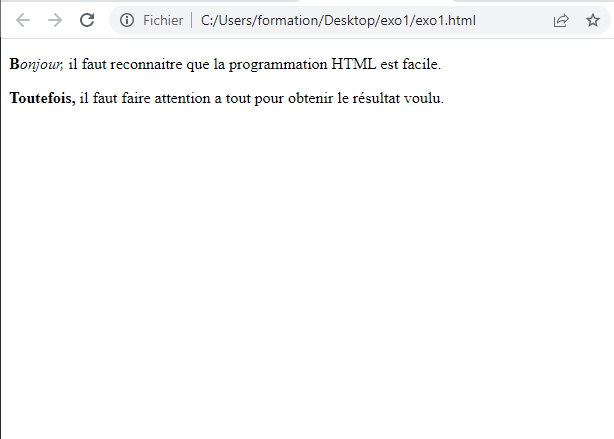 Fichier C:/Users/formation/Desktop/exo1/exo1.html
Bonjour, il faut reconnaitre que la programmation HTML est facile.
Toutefois, il faut faire attention a tout pour obtenir le résultat voulu.